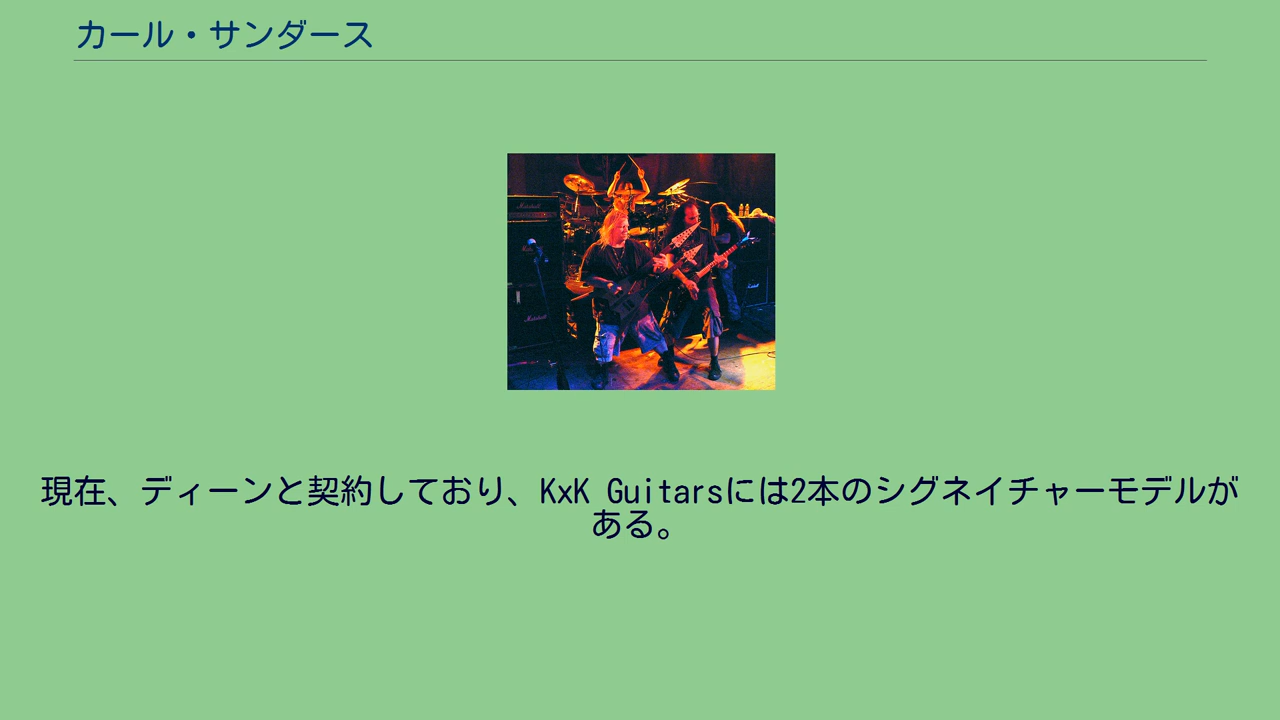 カール・サンダース
Marshall
Marshall
現在、ディーンと契約しており、KxK Guitarsには2本のシグネイチャーモデルが
ある。